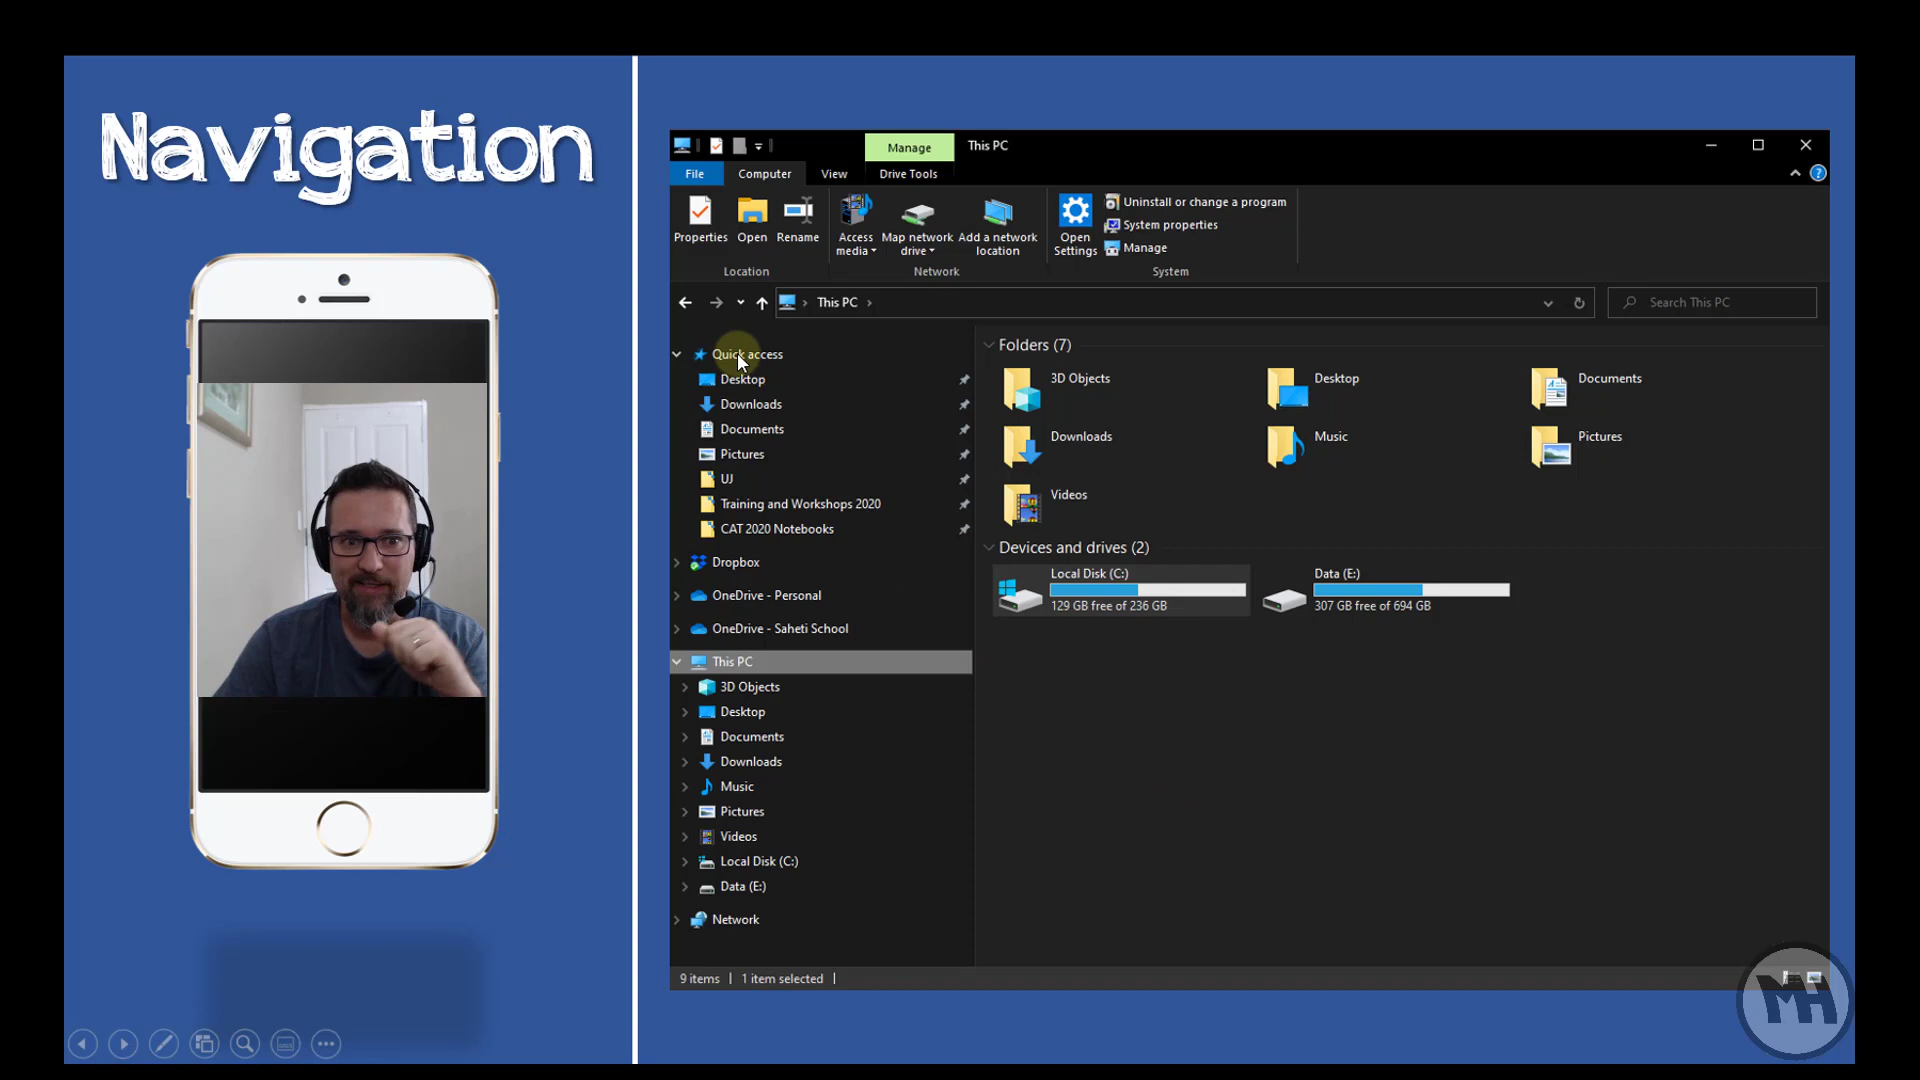 Navigation
Manage This PC
File Computer View Drive Tools
Properties Open Rename Access media Map network drive Add a network location Open Settings Uninstall or change a program
System properties
Manage
Location Network System
This PC Search This PC
Quick access
Desktop
Downloads
Documents
Pictures
UJ
Training and Workshops 2020
CAT 2020 Notebooks
Dropbox
OneDrive - Personal
OneDrive - Saheti School
This PC
3D Objects
Desktop
Documents
Downloads
Music
Pictures
Videos
Local Disk (C:)
Data (E:)
Network
Folders (7)
3D Objects Desktop Documents
Downloads Music Pictures
Videos
Devices and drives (2)
Local Disk (C:) Data (E:)
129 GB free of 236 GB 307 GB free of 694 GB
9 items 1 item selected
MH